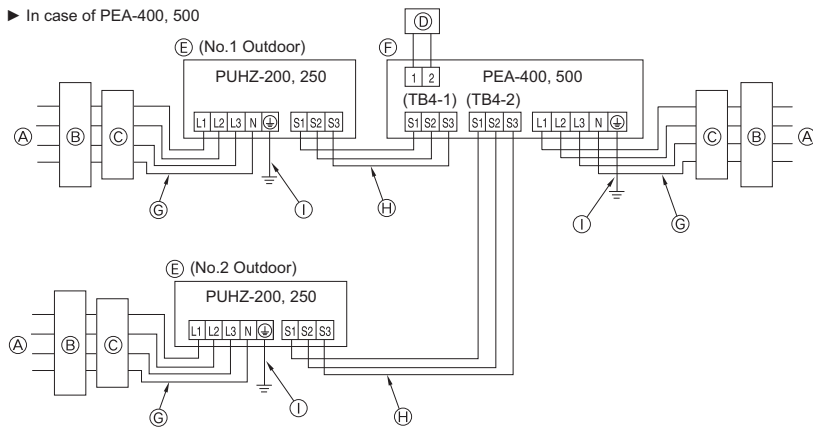 ► In case of PEA-400, 500
Ⓔ (No.1 Outdoor)
PUHZ-200, 250
L1 L2 L3 N S1 S2 S3
Ⓐ Ⓑ Ⓒ
Ⓖ Ⓘ Ⓗ
Ⓓ
Ⓕ
1 2
PEA-400, 500
(TB4-1) (TB4-2)
S1 S2 S3 S1 S2 S3 L1 L2 L3 N
Ⓒ Ⓑ Ⓐ
Ⓘ Ⓖ
Ⓔ (No.2 Outdoor)
PUHZ-200, 250
L1 L2 L3 N S1 S2 S3
Ⓐ Ⓑ Ⓒ
Ⓖ Ⓘ Ⓗ